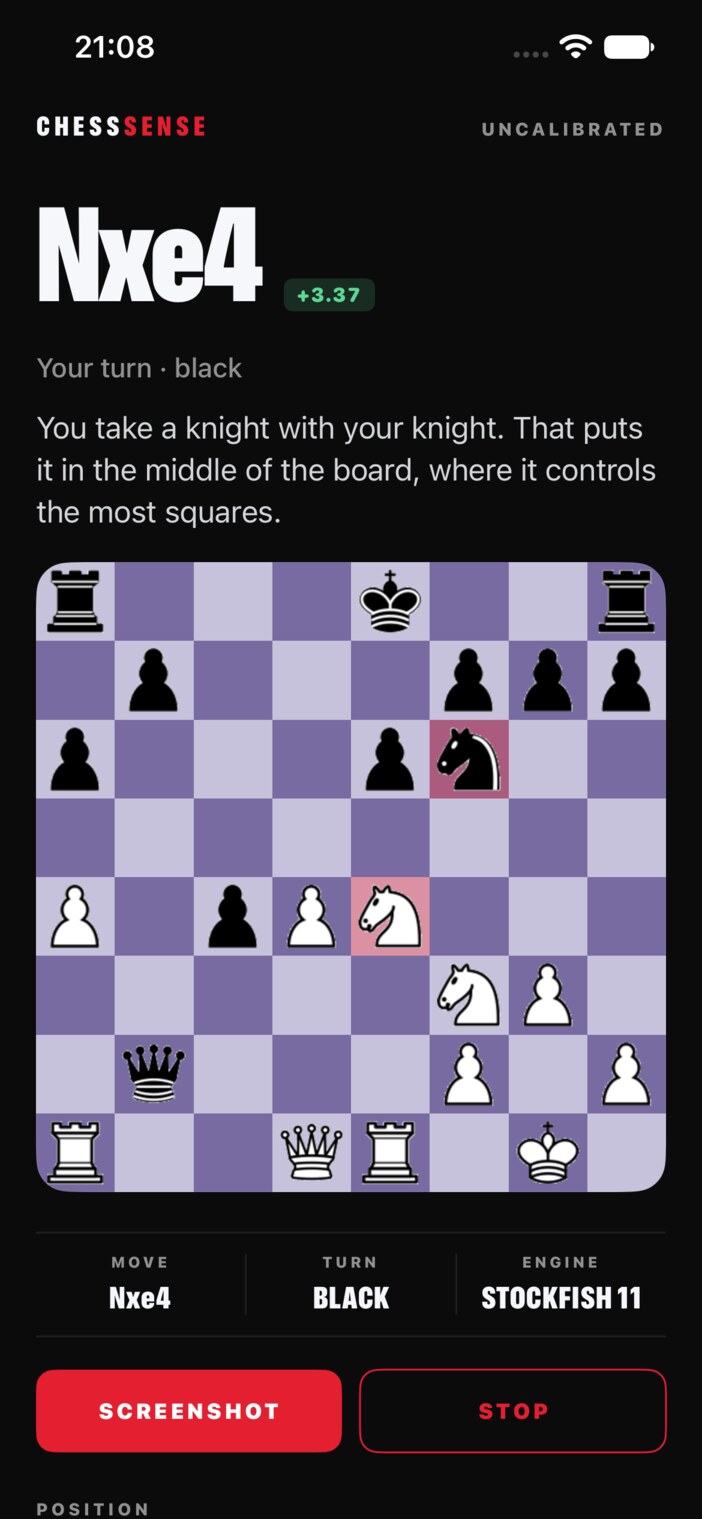 21:08
CHESSSENSE
UNCALIBRATED
Nxe4
+3.37
Your turn · black
You take a knight with your knight. That puts
it in the middle of the board, where it controls
the most squares.
MOVE
Nxe4
TURN
BLACK
ENGINE
STOCKFISH 11
SCREENSHOT
STOP
POSITION